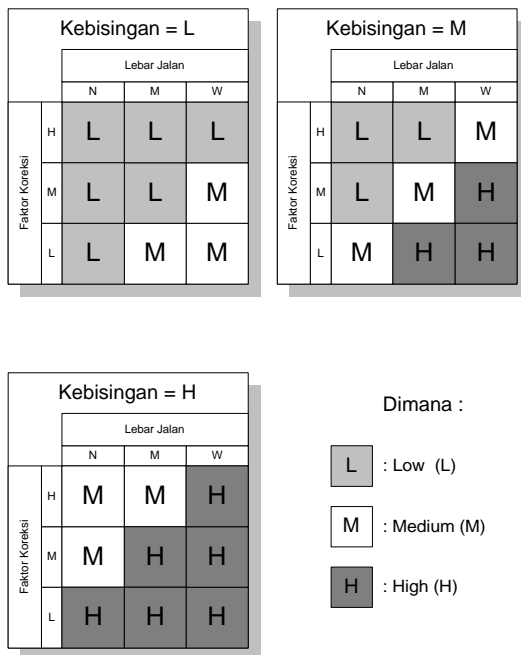 Kebisingan = L
Lebar Jalan
N M W
Faktor Koreksi
H L L L
M L L M
L L M M
Kebisingan = M
Lebar Jalan
N M W
Faktor Koreksi
H L L M
M L M H
L M H H
Kebisingan = H
Lebar Jalan
N M W
Faktor Koreksi
H M M H
M M H H
L H H H
Dimana :
L : Low (L)
M : Medium (M)
H : High (H)